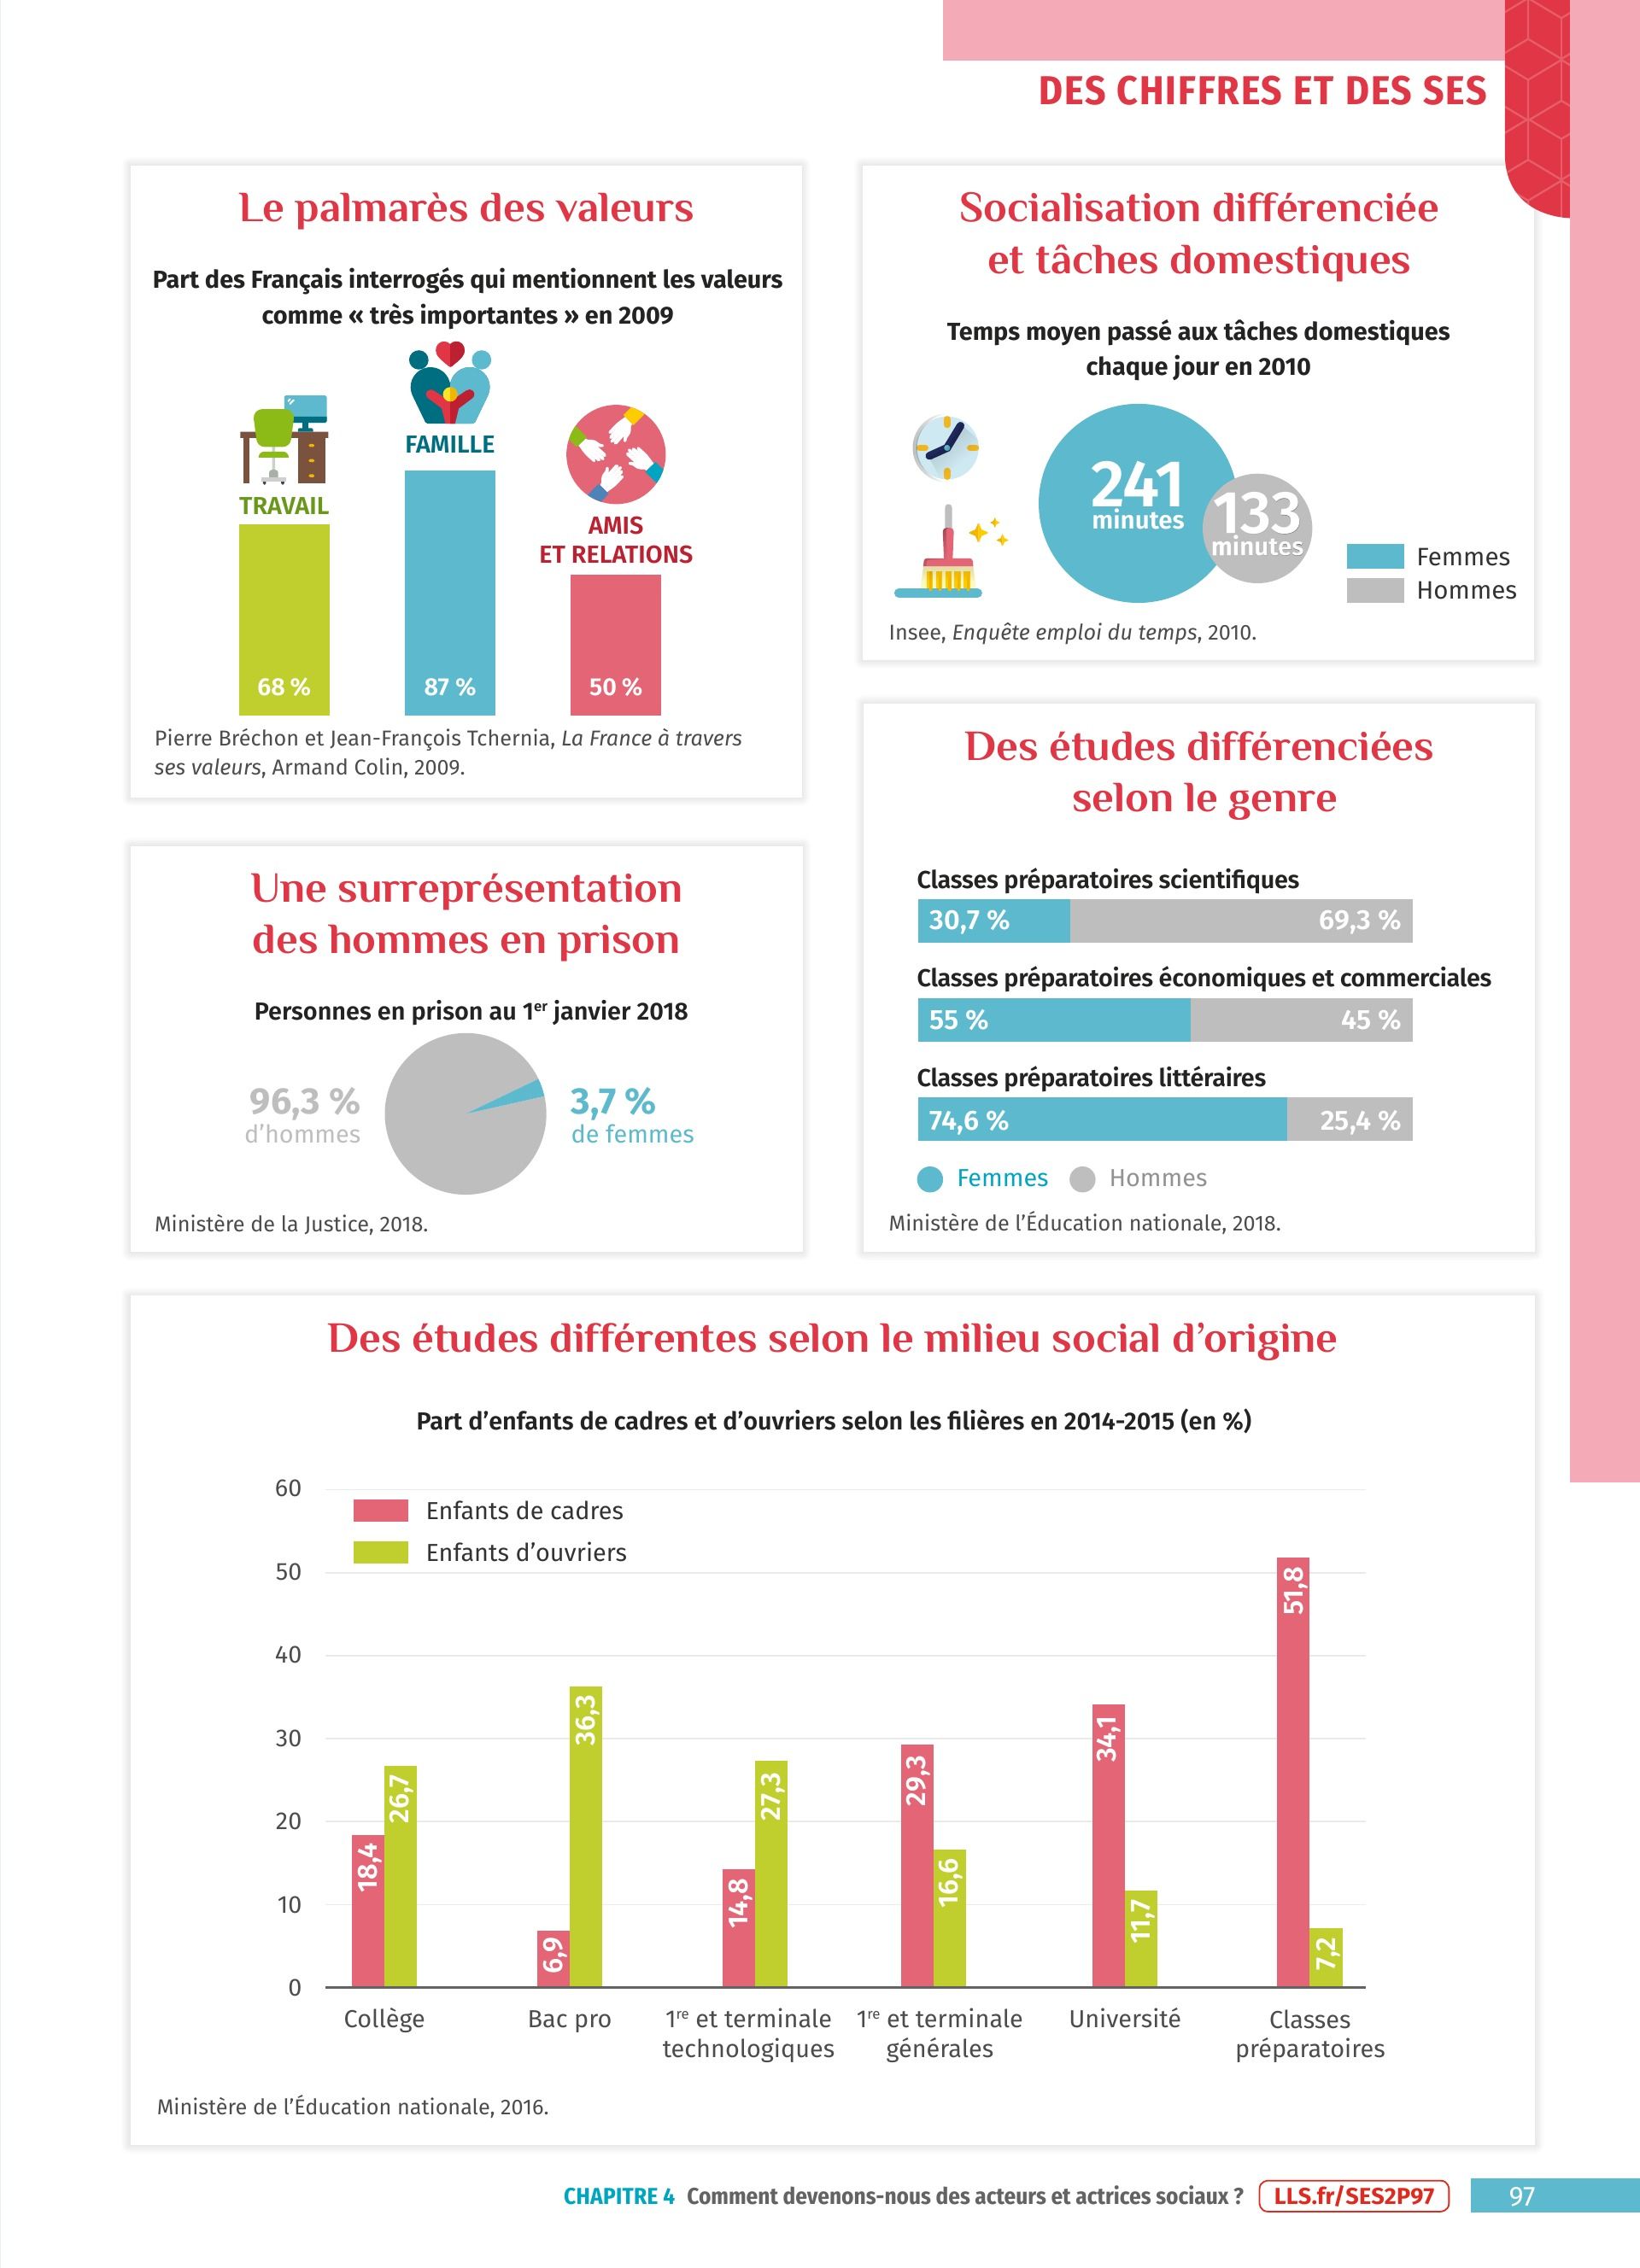 DES CHIFFRES ET DES SES
Le palmarès des valeurs
Part des Français interrogés qui mentionnent les valeurs
comme « très importantes » en 2009
TRAVAIL
FAMILLE
AMIS
ET RELATIONS
68 %
87 %
50 %
Pierre Bréchon et Jean-François Tchernia, La France à travers
ses valeurs, Armand Colin, 2009.
Socialisation différenciée
et tâches domestiques
Temps moyen passé aux tâches domestiques
chaque jour en 2010
241
minutes
133
minutes
Femmes
Hommes
Insee, Enquête emploi du temps, 2010.
Une surreprésentation
des hommes en prison
Personnes en prison au 1er janvier 2018
96,3 %
d'hommes
3,7 %
de femmes
Ministère de la Justice, 2018.
Des études différenciées
selon le genre
Classes préparatoires scientifiques
30,7 % 69,3 %
Classes préparatoires économiques et commerciales
55 % 45 %
Classes préparatoires littéraires
74,6 % 25,4 %
Femmes Hommes
Ministère de l'Éducation nationale, 2018.
Des études différentes selon le milieu social d'origine
Part d'enfants de cadres et d'ouvriers selon les filières en 2014-2015 (en %)
Enfants de cadres
Enfants d'ouvriers
60
50
40
30
20
10
0
18,4
26,7
6,9
36,3
14,8
27,3
29,3
16,6
34,1
11,7
51,8
7,2
Collège
Bac pro
1re et terminale
technologiques
1re et terminale
générales
Université
Classes
préparatoires
Ministère de l'Éducation nationale, 2016.
CHAPITRE 4 Comment devenons-nous des acteurs et actrices sociaux ? LLS.fr/SES2P97 97